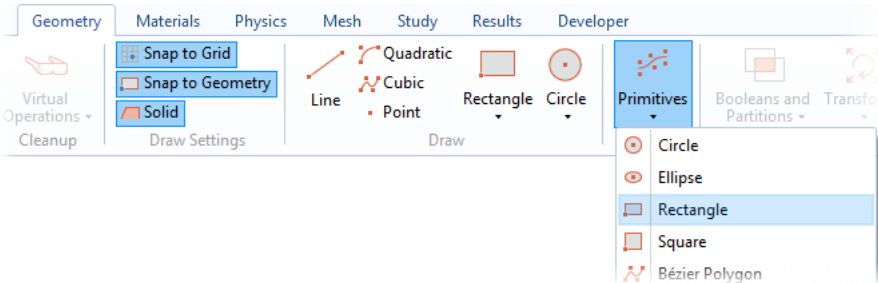 Geometry Materials Physics Mesh Study Results Developer
Virtual
Operations
Cleanup
Snap to Grid
Snap to Geometry
Solid
Draw Settings
Line
Quadratic
Cubic
Point
Rectangle
Circle
Draw
Primitives
Booleans and
Partitions
Transfo
Circle
Ellipse
Rectangle
Square
Bézier Polygon